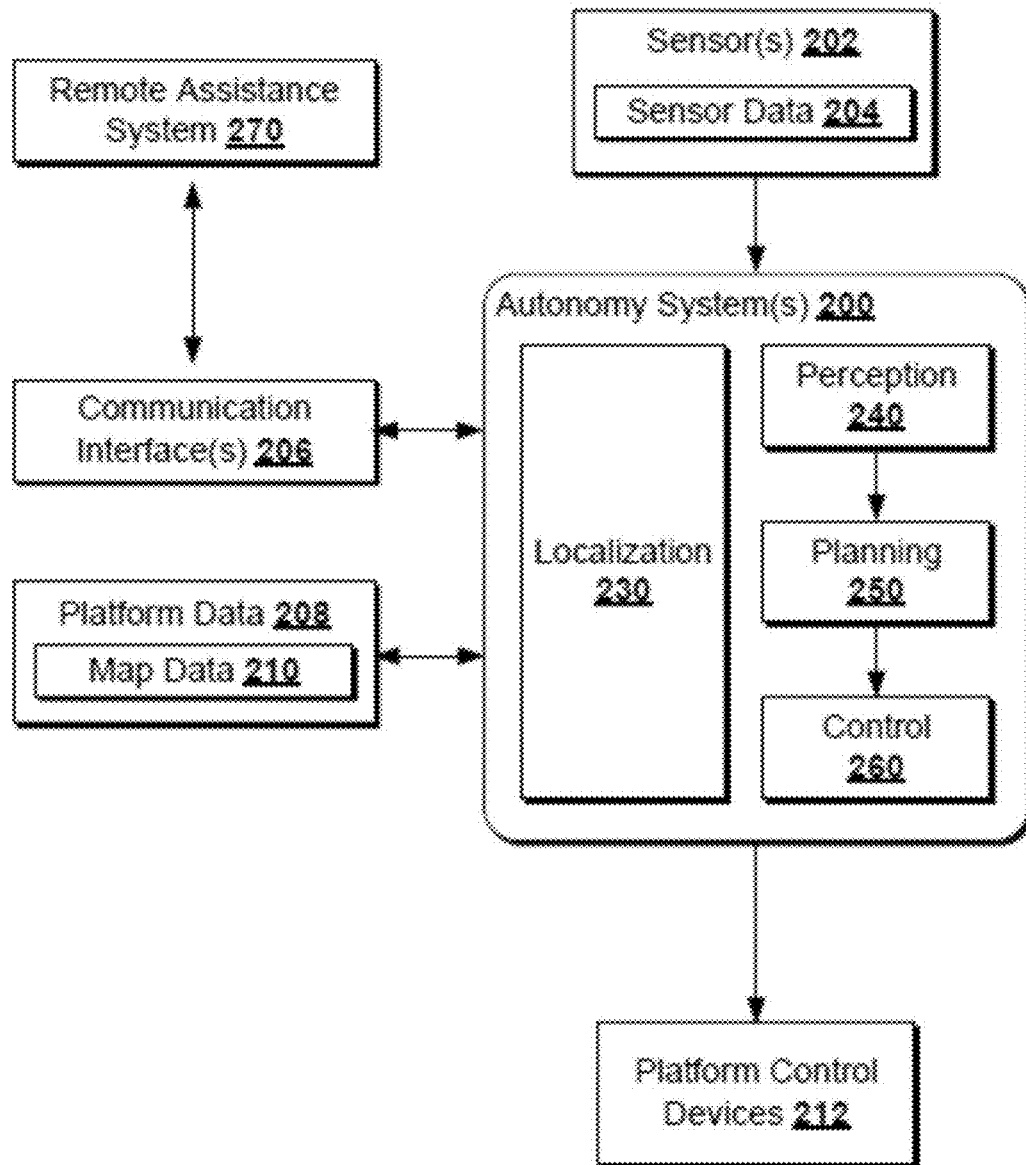 Sensor(s) 202
Sensor Data 204
Remote Assistance
System 270
Autonomy System(s) 200
Communication
Interface(s) 206
Platform Data 208
Map Data 210
Localization
230
Perception
240
Planning
250
Control
260
Platform Control
Devices 212